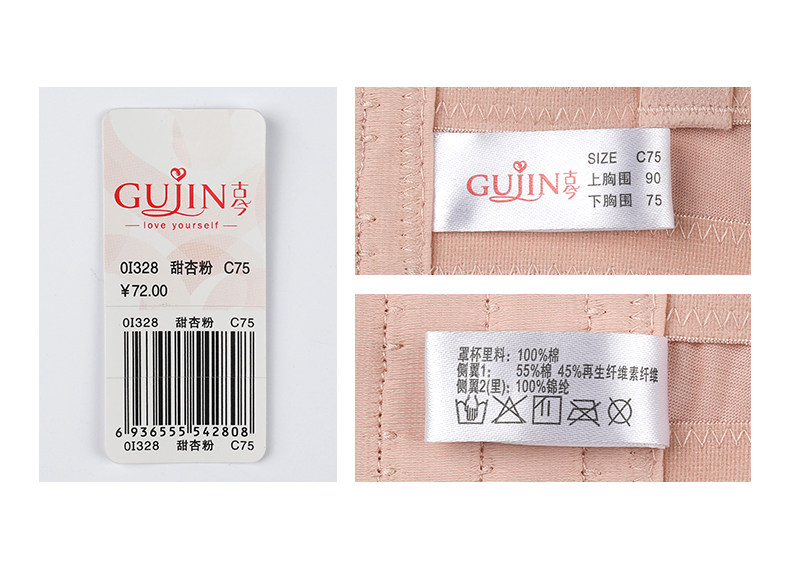 GUJIN古今
love yourself
0I328 甜杏粉 C75
¥72.00
0I328 甜杏粉 C75
6 936555 542808
0I328 甜杏粉 C75
GUJIN古今
SIZE C75
上胸围 90
下胸围 75
罩杯里料：100%棉
侧翼1： 55%棉 45%再生纤维素纤维
侧翼2(里)：100%锦纶